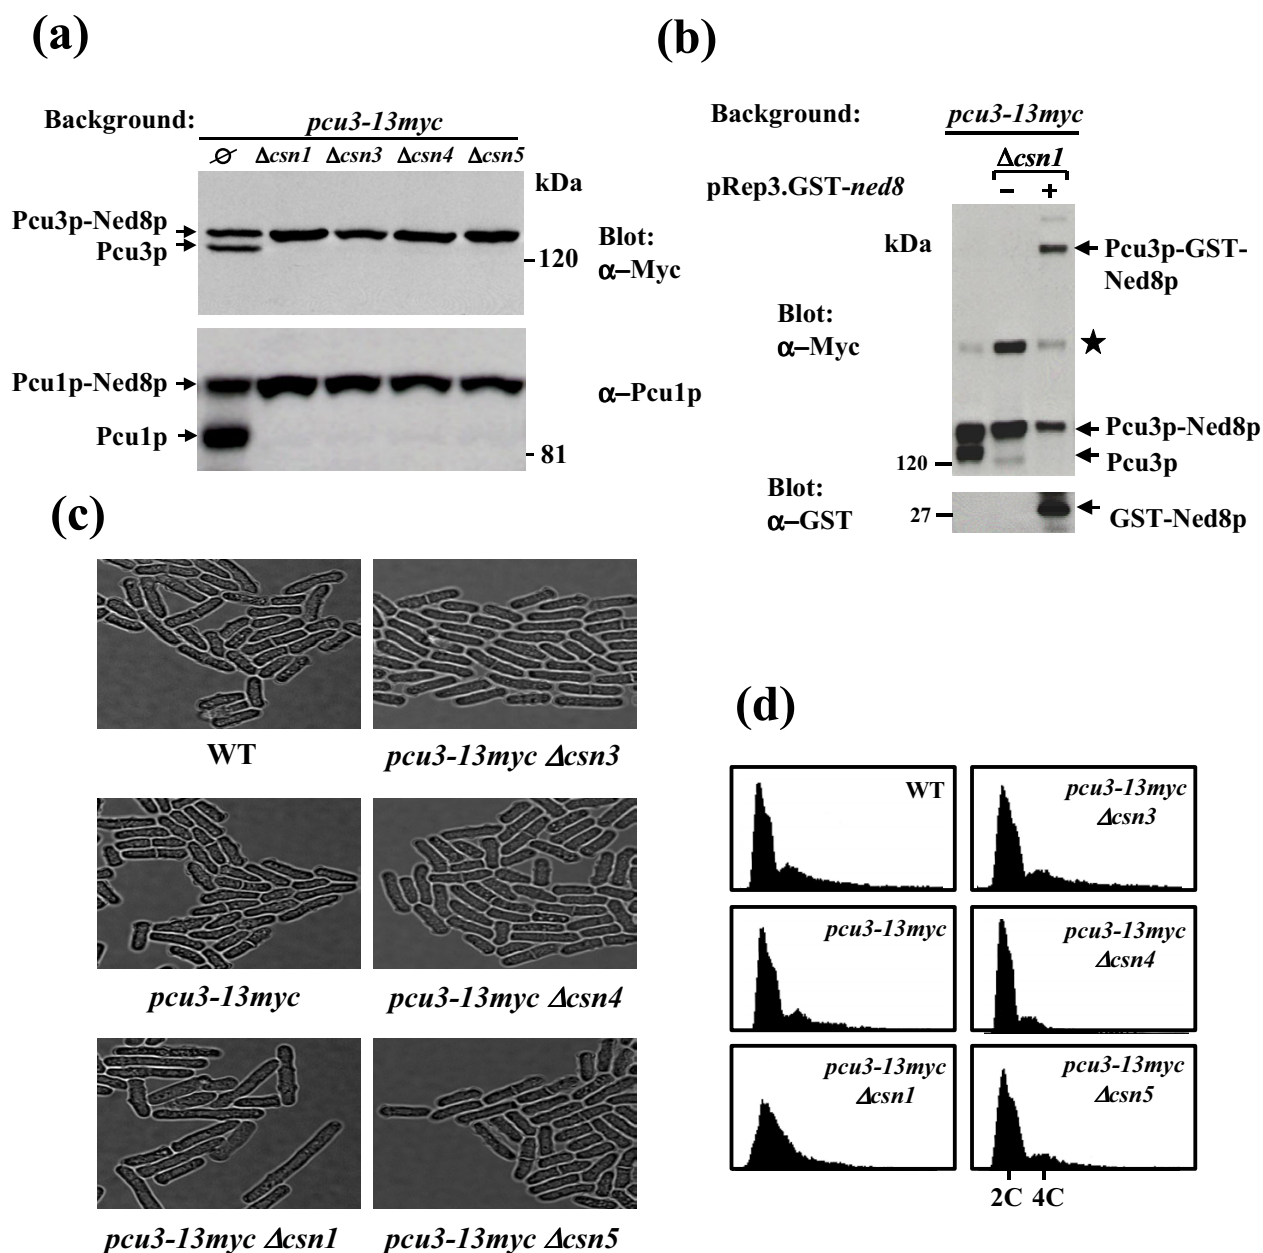 (a)
Background: pcu3-13myc
∅ Δcsn1 Δcsn3 Δcsn4 Δcsn5
kDa
Pcu3p-Ned8p
Pcu3p
120
Blot:
α–Myc
Pcu1p-Ned8p
α–Pcu1p
Pcu1p
81
(b)
Background: pcu3-13myc
Δcsn1
pRep3.GST-ned8 – +
kDa
Pcu3p-GST-
Ned8p
Blot:
α–Myc
★
Pcu3p-Ned8p
Pcu3p
120
Blot:
α–GST
27
GST-Ned8p
(c)
WT
pcu3-13myc Δcsn3
pcu3-13myc
pcu3-13myc Δcsn4
pcu3-13myc Δcsn1
pcu3-13myc Δcsn5
(d)
WT
pcu3-13myc
Δcsn3
pcu3-13myc
pcu3-13myc
Δcsn4
pcu3-13myc
Δcsn1
pcu3-13myc
Δcsn5
2C 4C